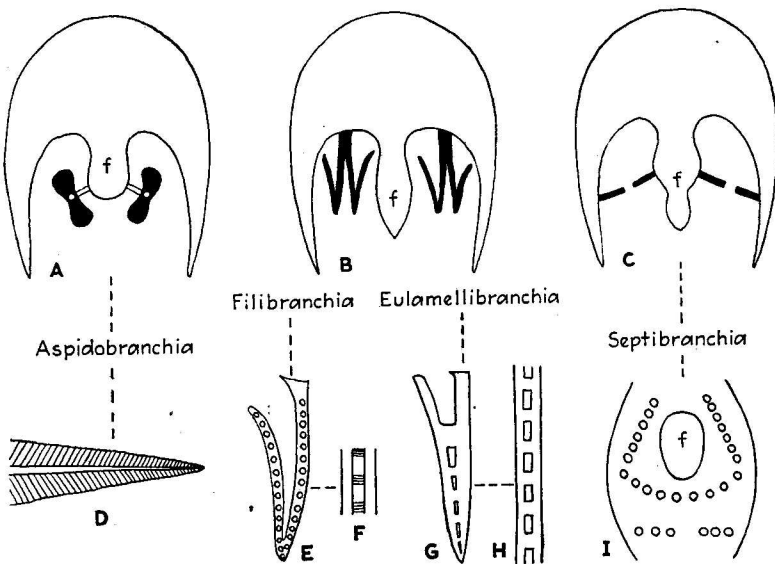 f
f
f
A
B
C
Filibranchia
Eulamellibranchia
Aspidobranchia
Septibranchia
f
D
E
F
G
H
I